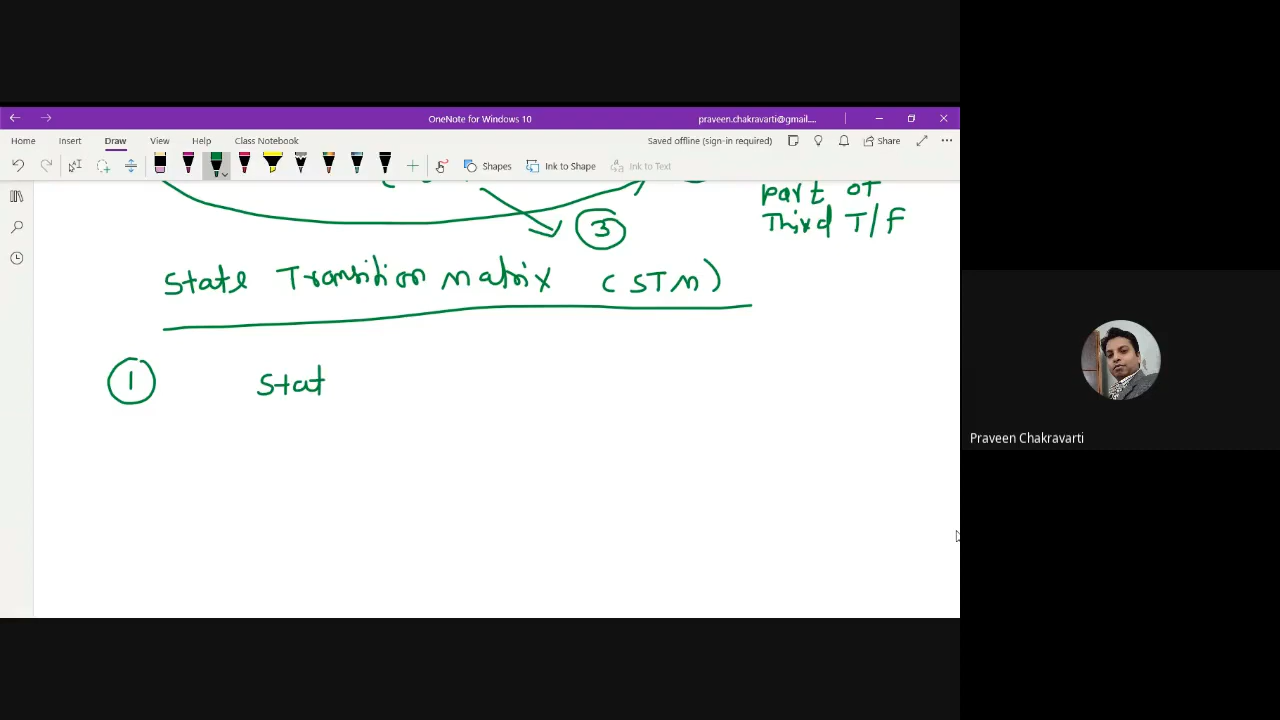 OneNote for Windows 10
praveen.chakravarti@gmail....
Home Insert Draw View Help Class Notebook
Saved offline (sign-in required) Share
Shapes Ink to Shape Ink to Text
part of
Third T/F
3
State Transition matrix (STM)
1 Stat
Praveen Chakravarti